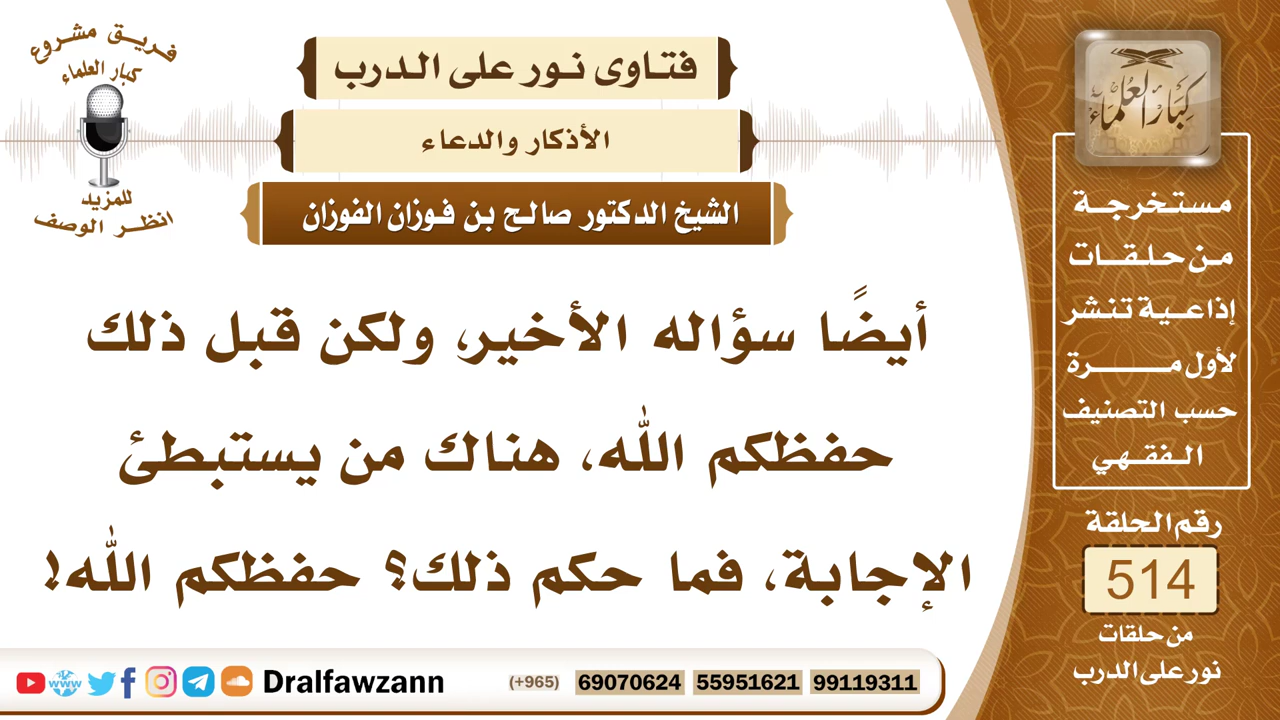 فريق مشروع
كبار العلماء
للمزيد
انظر الوصف
فتاوى نور على الدرب
الأذكار والدعاء
الشيخ الدكتور صالح بن فوزان الفوزان
أيضًا سؤاله الأخير، ولكن قبل ذلك
حفظكم الله، هناك من يستبطئ
الإجابة، فما حكم ذلك؟ حفظكم الله!
كبار العلماء
مستخرجة
من حلقات
إذاعية تنشر
لأول مرة
حسب التصنيف
الفقهي
رقم الحلقة
514
من حلقات
نور على الدرب
www
Dralfawzann
(+965) 69070624 55951621 99119311